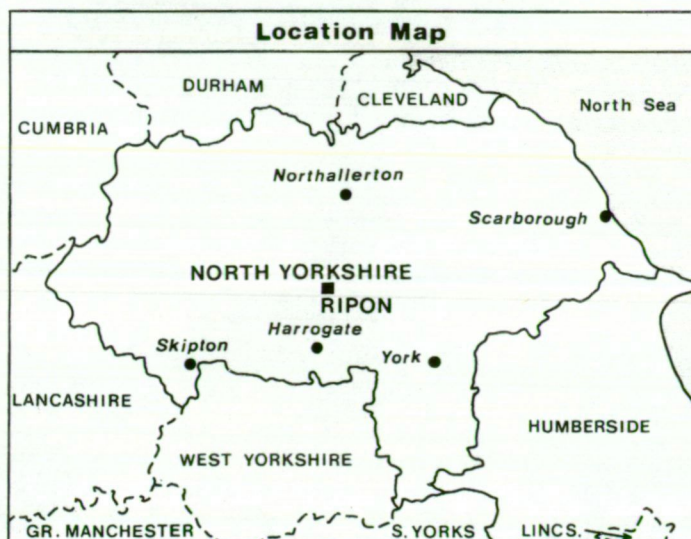 Location Map
DURHAM
CLEVELAND
North Sea
CUMBRIA
Northallerton
Scarborough
NORTH YORKSHIRE
RIPON
Harrogate
Skipton
York
LANCASHIRE
HUMBERSIDE
WEST YORKSHIRE
GR. MANCHESTER
S. YORKS
LINCS.